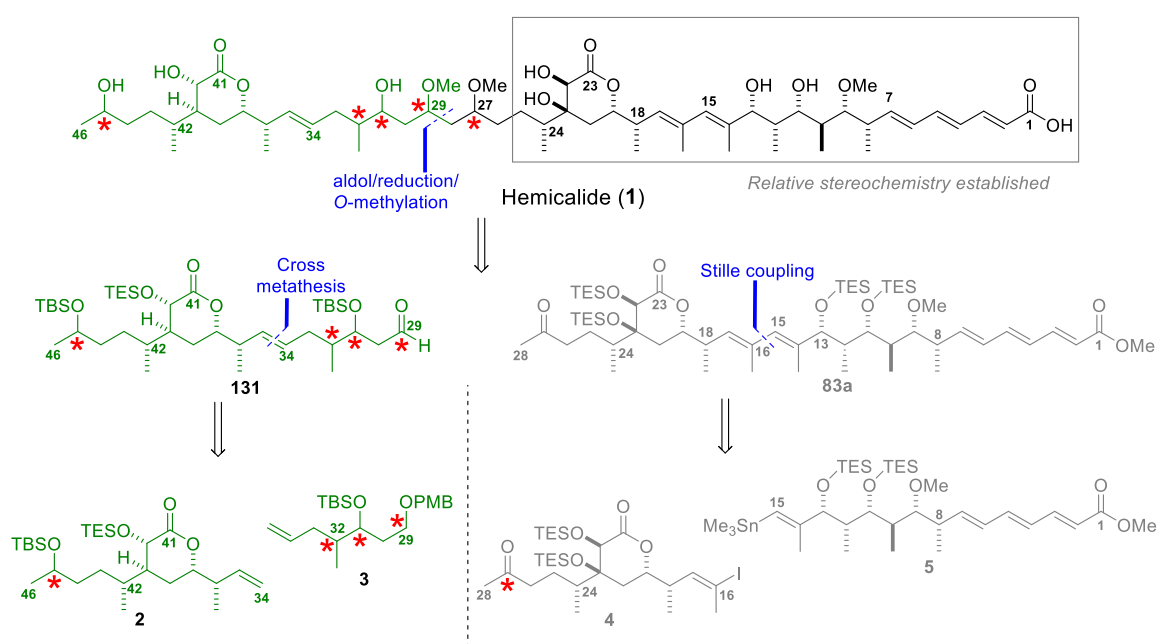 OH
HO
O
41
O
H
46
42
34
OH
OMe
29
OMe
27
HO
O
23
O
HO
24
18
15
OH
OH
OMe
7
O
1
OH
aldol/reduction/
O-methylation
Hemicalide (1)
Relative stereochemistry established
Cross
metathesis
Stille coupling
TBSO
TESO
O
41
O
H
46
42
34
TBSO
O
29
H
131
O
28
TESO
O
23
O
TESO
24
18
16
15
O
TES
O
TES
OMe
13
8
O
1
OMe
83a
TBSO
TESO
O
41
O
H
46
42
34
2
TBSO
OPMB
32
29
3
O
28
TESO
O
O
TESO
24
I
16
4
Me3Sn
15
O
TES
O
TES
OMe
8
O
1
OMe
5